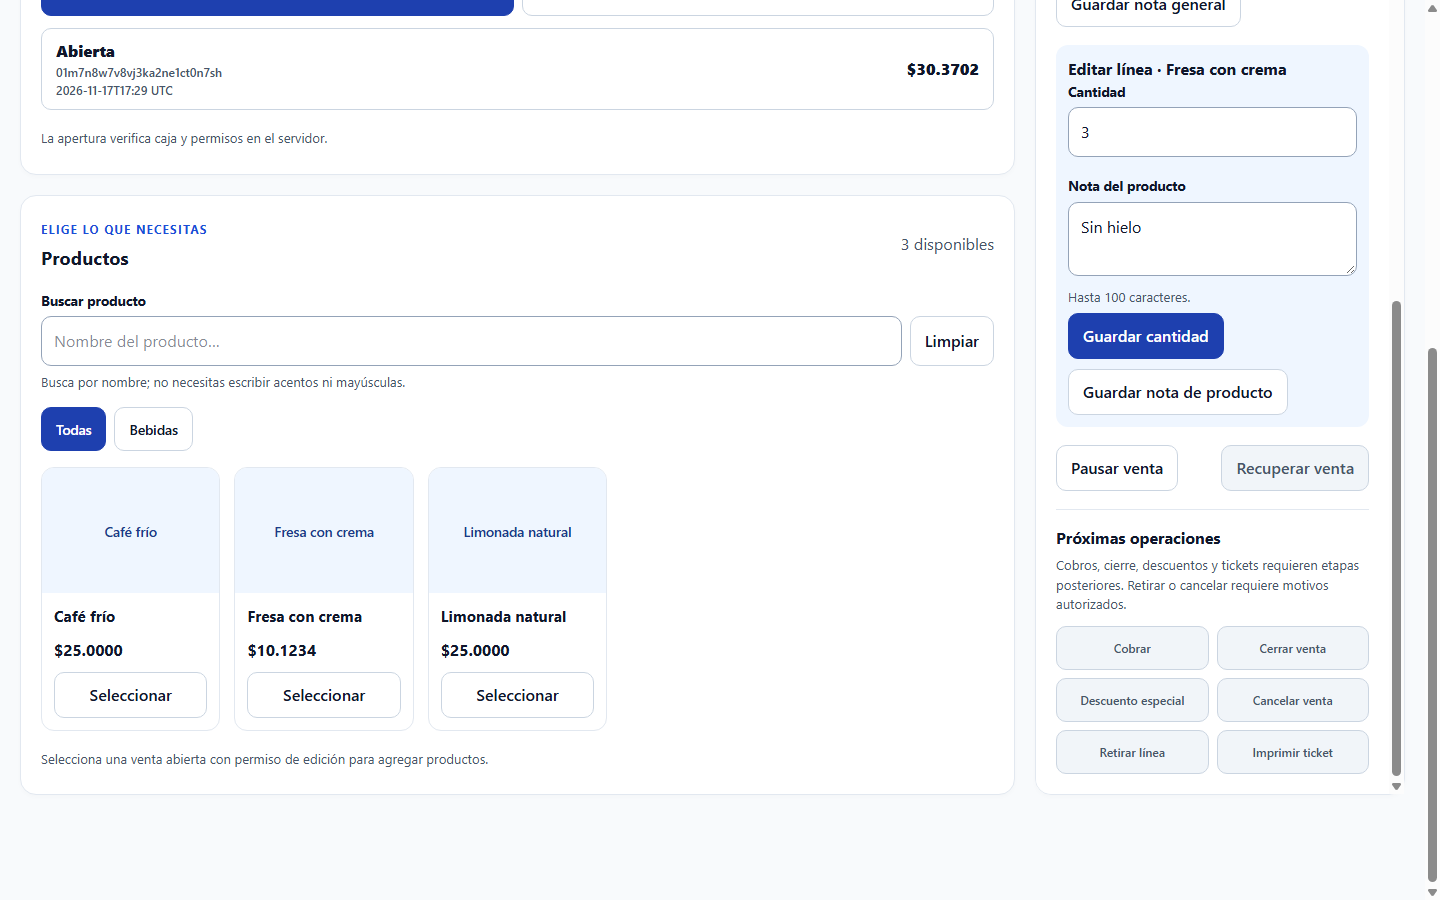 Abierta
01m7n8w7v8vj3ka2ne1ct0n7sh
2026-11-17T17:29 UTC
$30.3702
La apertura verifica caja y permisos en el servidor.
ELIGE LO QUE NECESITAS
Productos
3 disponibles
Buscar producto
Nombre del producto...
Limpiar
Busca por nombre; no necesitas escribir acentos ni mayúsculas.
Todas
Bebidas
Café frío
Fresa con crema
Limonada natural
Café frío
Fresa con crema
Limonada natural
$25.0000
$10.1234
$25.0000
Seleccionar
Seleccionar
Seleccionar
Selecciona una venta abierta con permiso de edición para agregar productos.
Guardar nota general
Editar línea · Fresa con crema
Cantidad
3
Nota del producto
Sin hielo
Hasta 100 caracteres.
Guardar cantidad
Guardar nota de producto
Pausar venta
Recuperar venta
Próximas operaciones
Cobros, cierre, descuentos y tickets requieren etapas
posteriores. Retirar o cancelar requiere motivos
autorizados.
Cobrar
Cerrar venta
Descuento especial
Cancelar venta
Retirar línea
Imprimir ticket